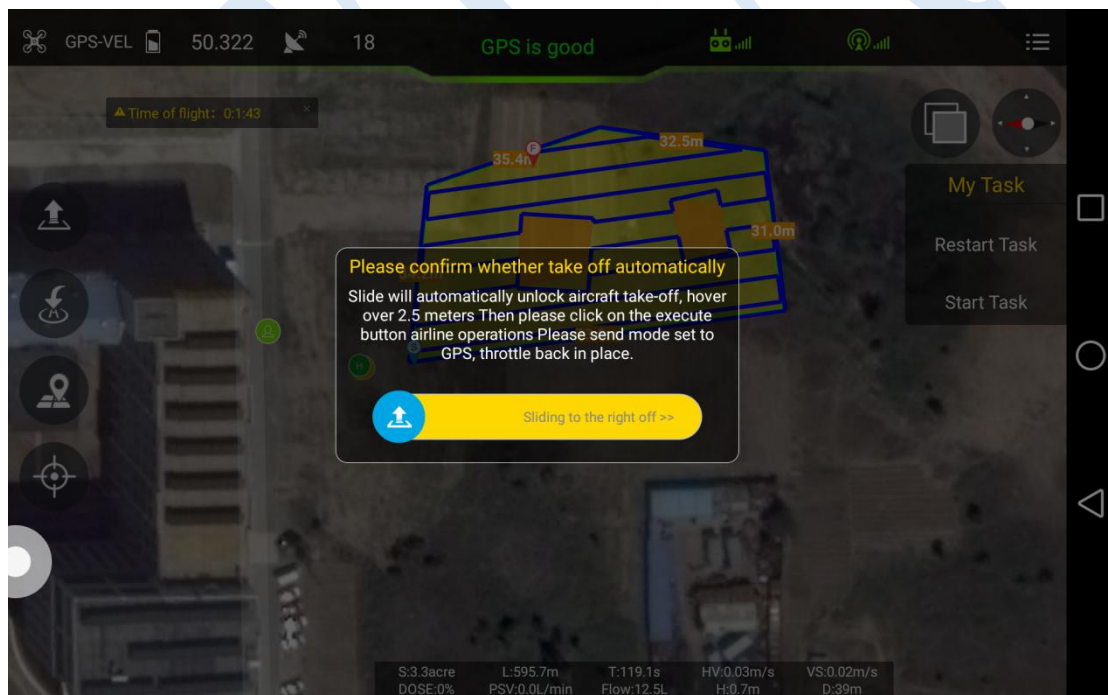 GPS-VEL 50.322 18 GPS is good
Time of flight: 0:1:43 ×
35.4
32.5m
31.0m
My Task
Restart Task
Start Task
Please confirm whether take off automatically
Slide will automatically unlock aircraft take-off, hover
over 2.5 meters Then please click on the execute
button airline operations Please send mode set to
GPS, throttle back in place.
H
Sliding to the right off >>
S:3.3acre L:595.7m T:119.1s HV:0.03m/s VS:0.02m/s
DOSE:0% PSV:0.0L/min Flow:12.5L H:0.7m D:39m